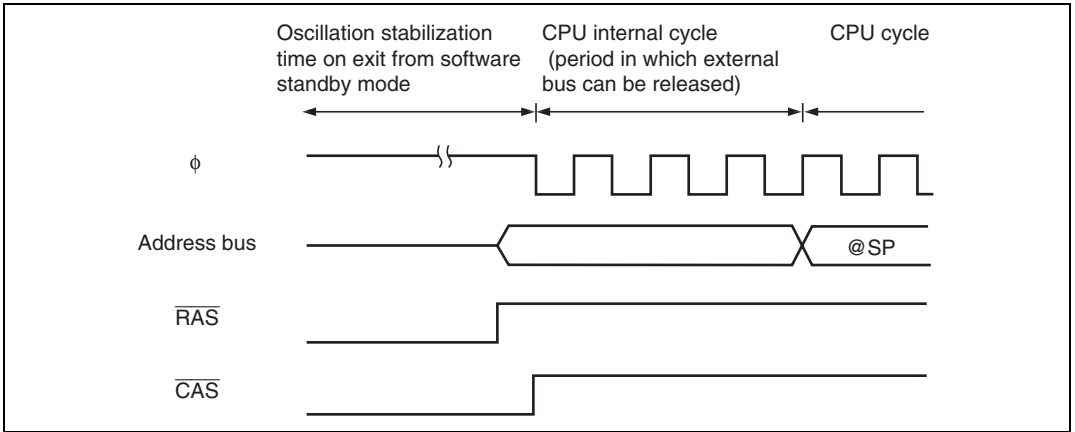 Oscillation stabilization
time on exit from software
standby mode
CPU internal cycle
(period in which external
bus can be released)
CPU cycle
ϕ
Address bus
@SP
RAS
CAS